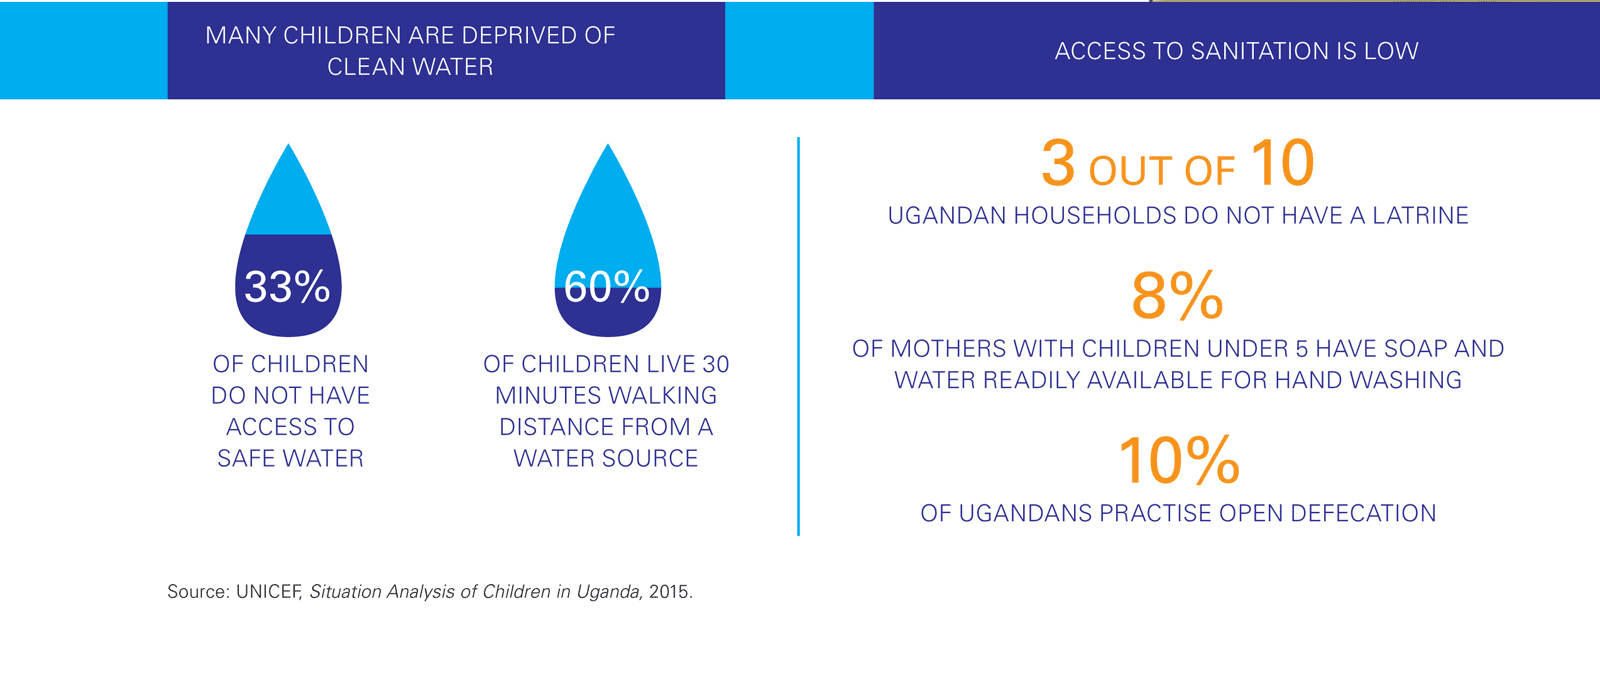 MANY CHILDREN ARE DEPRIVED OF
CLEAN WATER
33%
OF CHILDREN
DO NOT HAVE
ACCESS TO
SAFE WATER
60%
OF CHILDREN LIVE 30
MINUTES WALKING
DISTANCE FROM A
WATER SOURCE
ACCESS TO SANITATION IS LOW
3 OUT OF 10
UGANDAN HOUSEHOLDS DO NOT HAVE A LATRINE
8%
OF MOTHERS WITH CHILDREN UNDER 5 HAVE SOAP AND
WATER READILY AVAILABLE FOR HAND WASHING
10%
OF UGANDANS PRACTISE OPEN DEFECATION
Source: UNICEF, Situation Analysis of Children in Uganda, 2015.